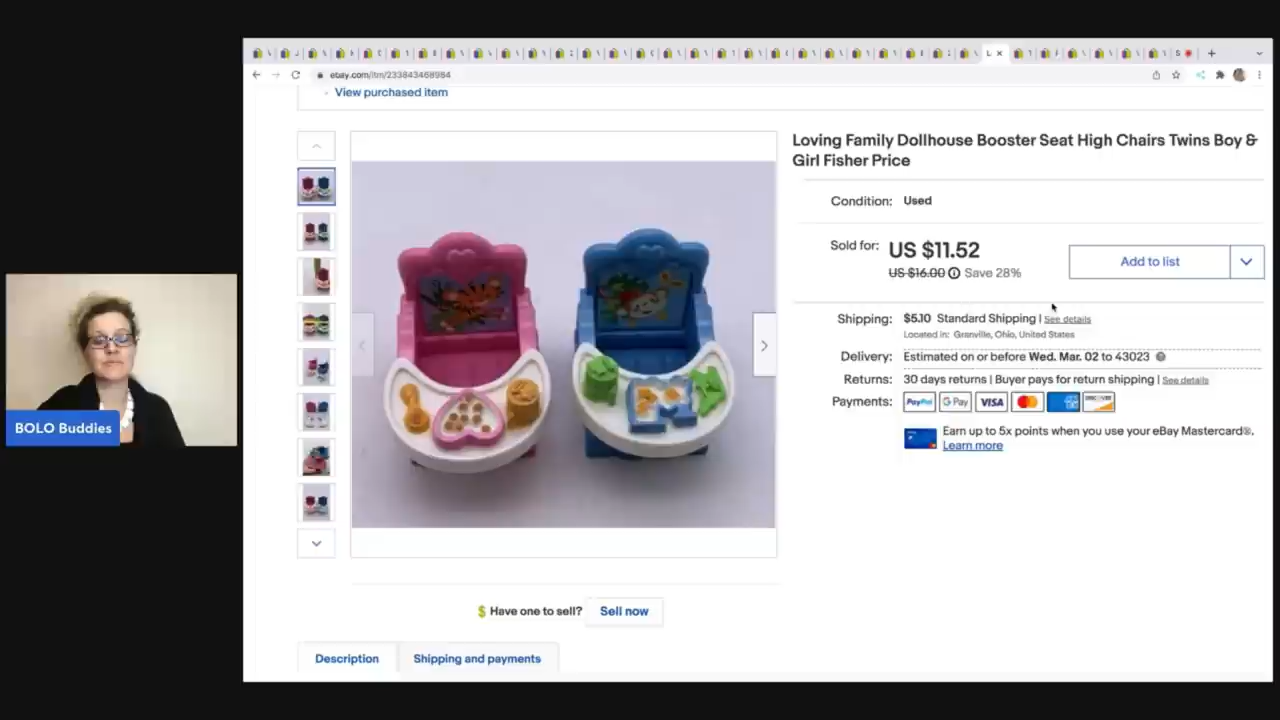 ebay.com/itm/233843468984
View purchased item
Loving Family Dollhouse Booster Seat High Chairs Twins Boy &
Girl Fisher Price
Condition: Used
Sold for: US $11.52
US $16.00 Save 28%
Add to list
Shipping: $5.10 Standard Shipping | See details
Located in: Granville, Ohio, United States
Delivery: Estimated on or before Wed. Mar. 02 to 43023
Returns: 30 days returns | Buyer pays for return shipping | See details
Payments: PayPal G Pay VISA DISCOVER
Earn up to 5x points when you use your eBay Mastercard®.
Learn more
BOLO Buddies
$ Have one to sell? Sell now
Description Shipping and payments